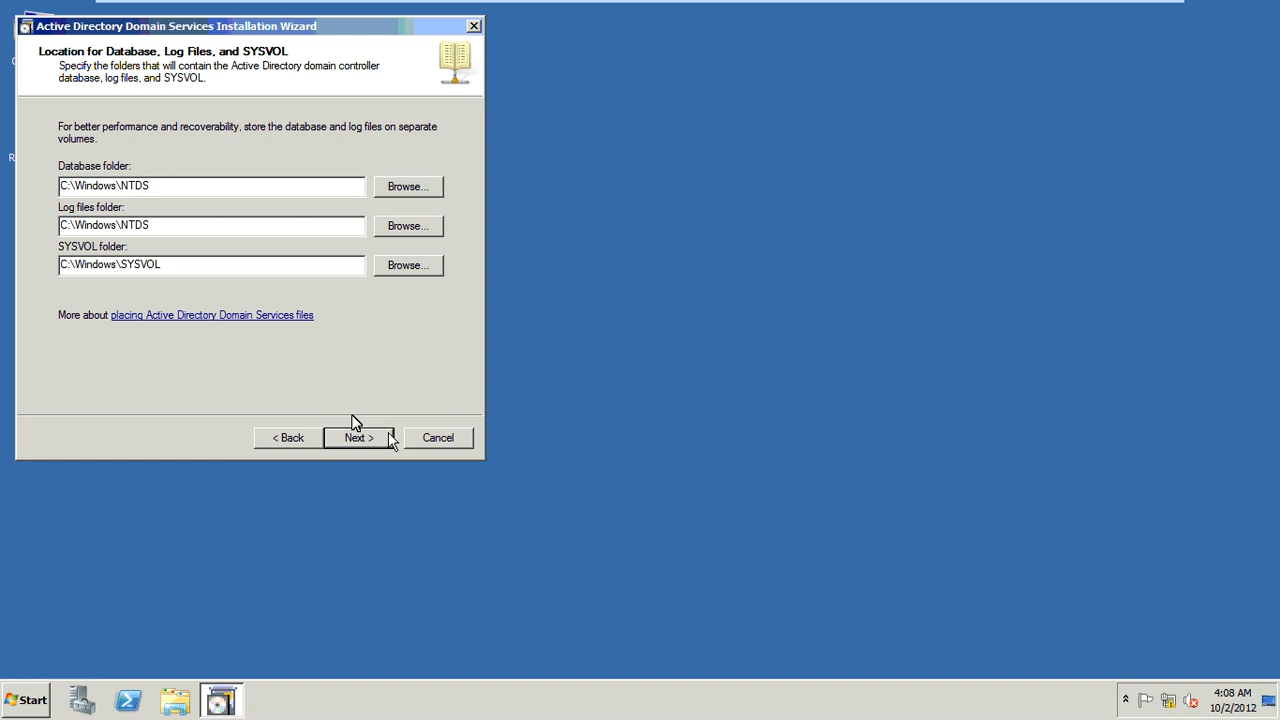 Active Directory Domain Services Installation Wizard
Location for Database, Log Files, and SYSVOL
Specify the folders that will contain the Active Directory domain controller
database, log files, and SYSVOL.
For better performance and recoverability, store the database and log files on separate
volumes.
Database folder:
C:\Windows\NTDS
Browse...
Log files folder:
C:\Windows\NTDS
Browse...
SYSVOL folder:
C:\Windows\SYSVOL
Browse...
More about placing Active Directory Domain Services files
< Back
Next >
Cancel
Start
4:08 AM
10/2/2012